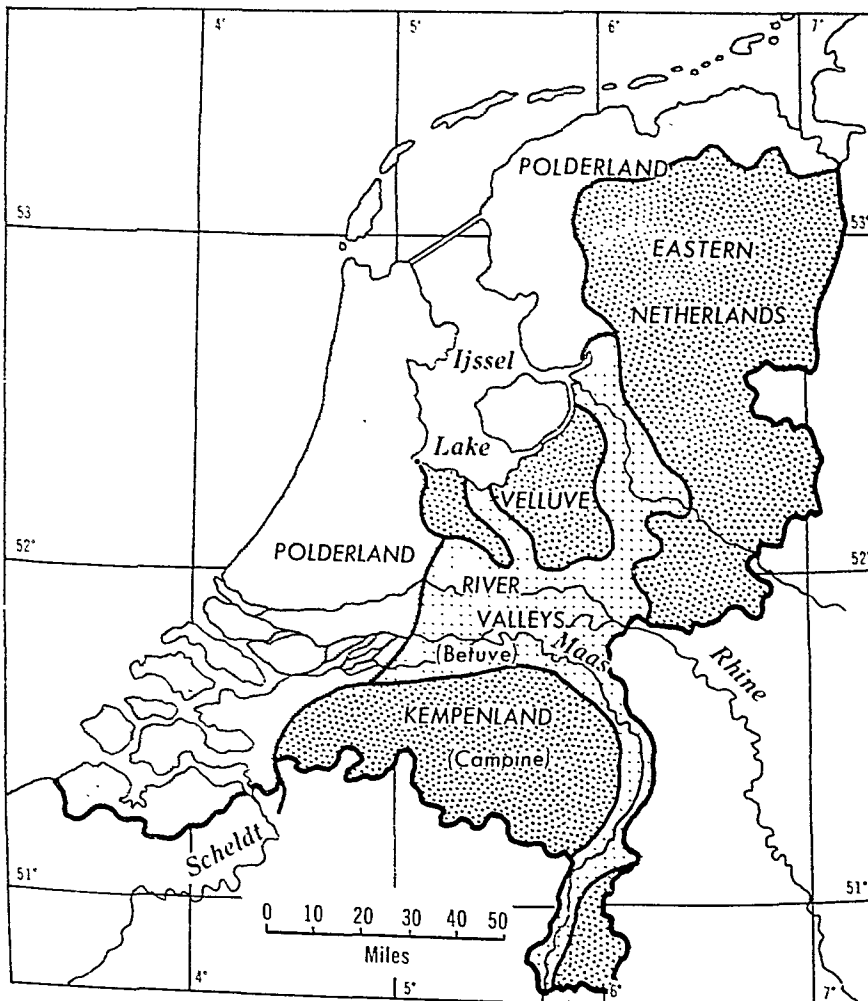 4° 5° 6° 7°
POLDERLAND
53 53°
EASTERN
NETHERLANDS
Ijssel
Lake
VELLUVE
52° 52°
POLDERLAND
RIVER
VALLEYS
(Betuve)
Maas
Rhine
KEMPENLAND
(Campine)
Scheldt
51° 51°
0 10 20 30 40 50
Miles
4° 5° 6° 7°